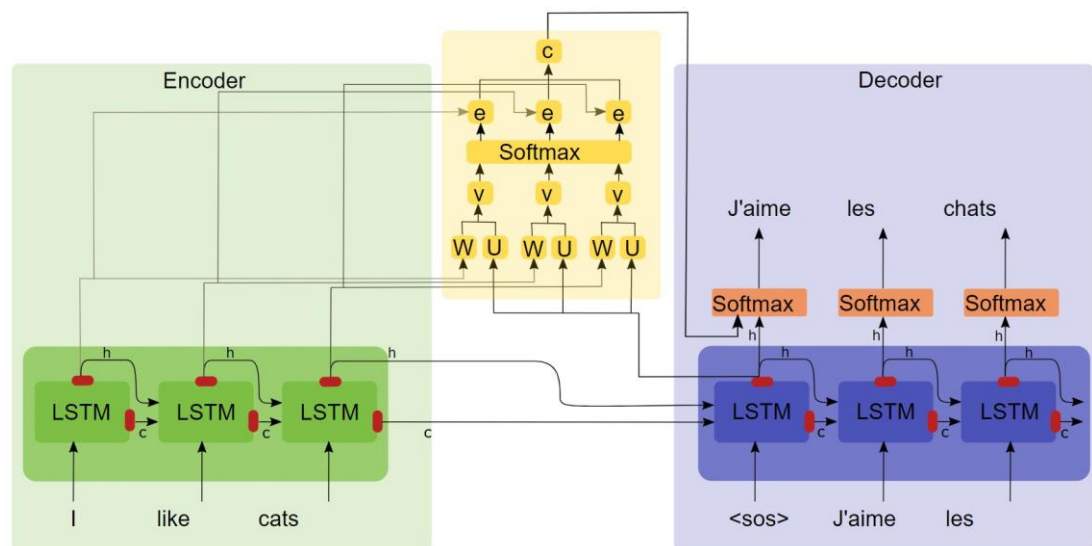 c
Encoder
Decoder
e e e
Softmax
v v v
J'aime les chats
W U W U W U
Softmax Softmax Softmax
h h h
h h h h h h
LSTM LSTM LSTM LSTM LSTM LSTM
c c c c c c
I like cats <sos> J'aime les